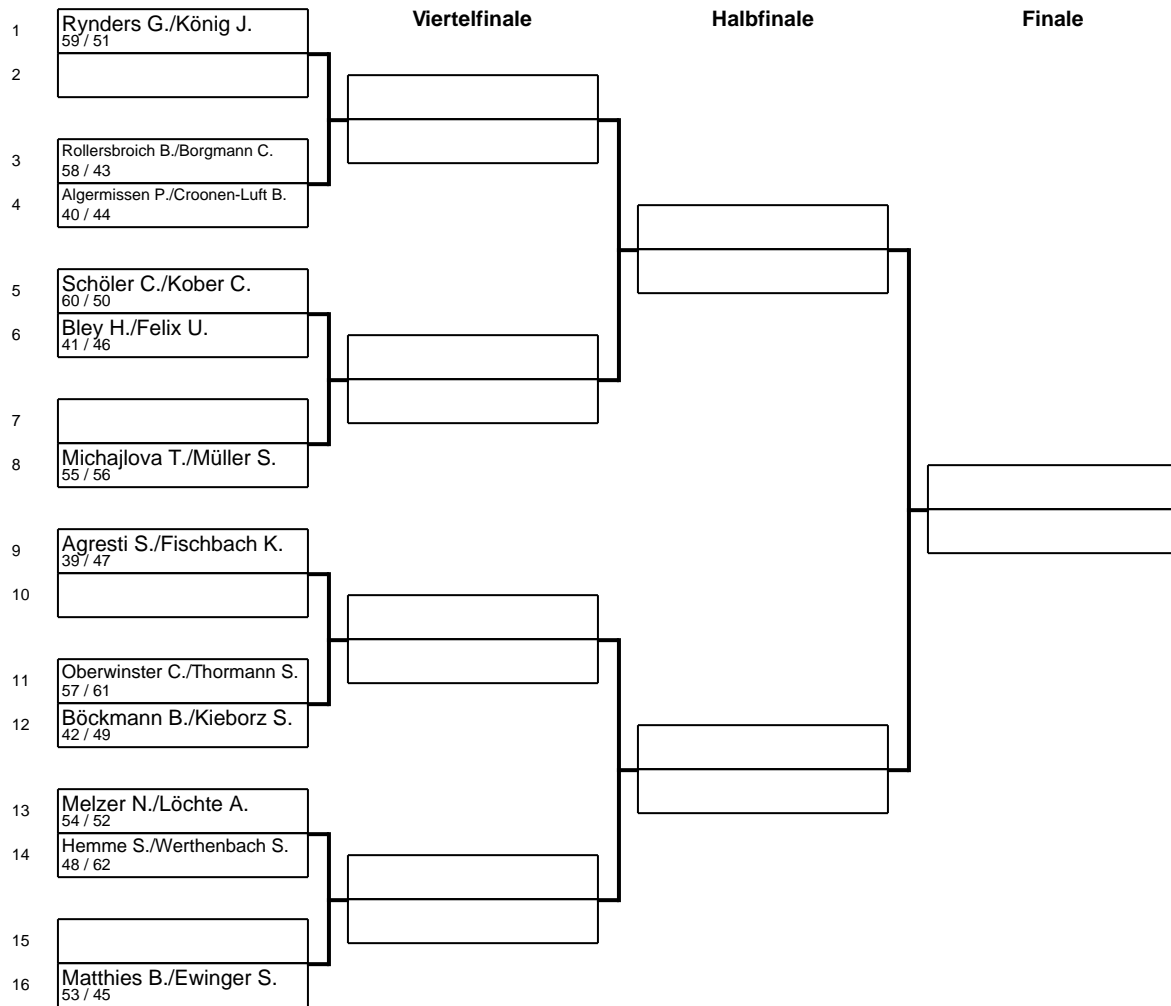 Viertelfinale Halbfinale Finale
1 Rynders G./König J.
59 / 51
2
3 Rollersbroich B./Borgmann C.
58 / 43
4 Algermissen P./Croonen-Luft B.
40 / 44
5 Schöler C./Kober C.
60 / 50
6 Bley H./Felix U.
41 / 46
7
8 Michajlova T./Müller S.
55 / 56
9 Agresti S./Fischbach K.
39 / 47
10
11 Oberwinster C./Thormann S.
57 / 61
12 Böckmann B./Kieborz S.
42 / 49
13 Melzer N./Löchte A.
54 / 52
14 Hemme S./Werthenbach S.
48 / 62
15
16 Matthies B./Ewinger S.
53 / 45